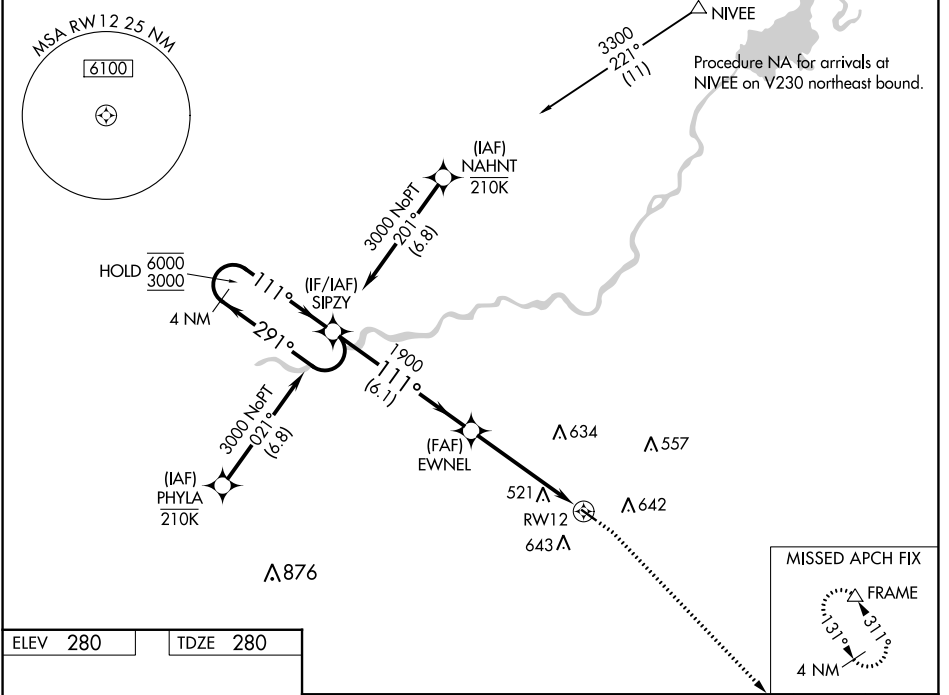 MSA RW12 25 NM
6100
NIVEE
3300
221°
(11)
Procedure NA for arrivals at
NIVEE on V230 northeast bound.
(IAF)
NAHNT
210K
3000 NoPT
201°
(6.8)
HOLD 6000
3000
111°
(IF/IAF)
SIPZY
4 NM
291°
1900
111°
(6.1)
3000 NoPT
021°
(6.8)
(IAF)
PHYLA
210K
(FAF)
EWNEL
634
557
521
642
RW12
643
876
MISSED APCH FIX
FRAME
131°
311°
4 NM
ELEV 280
TDZE 280